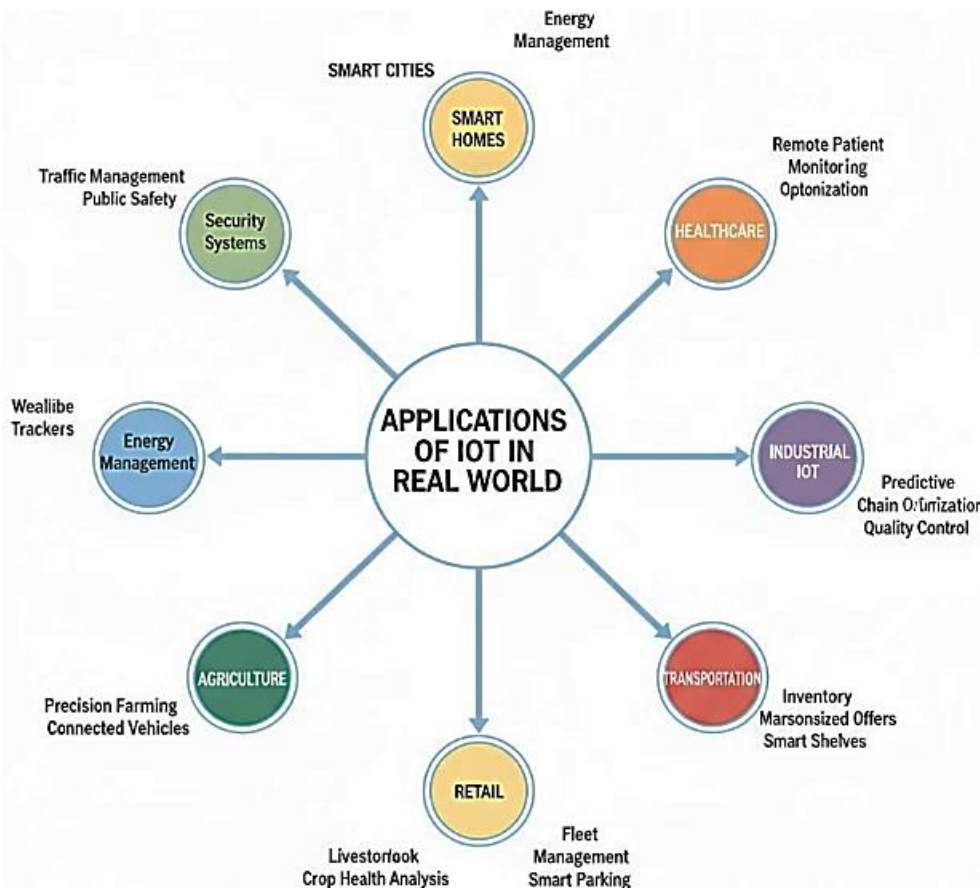 Energy
Management
SMART CITIES
SMART
HOMES
Remote Patient
Monitoring
Optonization
HEALTHCARE
Traffic Management
Public Safety
Security
Systems
APPLICATIONS
OF IOT IN
REAL WORLD
Weallibe
Trackers
Energy
Management
INDUSTRIAL
IOT
Predictive
Chain
Quality Control
AGRICULTURE
Precision Farming
Connected Vehicles
TRANSPORTATION
Inventory
Marsonsized Offers
Smart Shelves
RETAIL
Livestorfook
Crop Health Analysis
Fleet
Management
Smart Parking